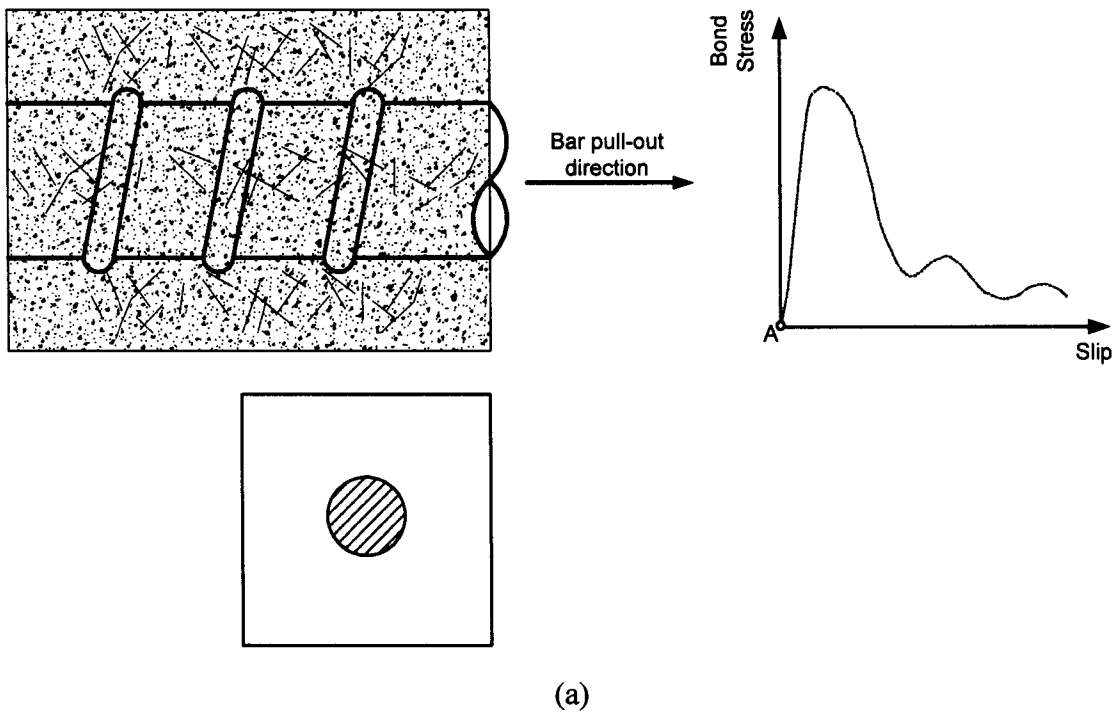 Bond
Stress
Bar pull-out
direction
A
Slip
(a)